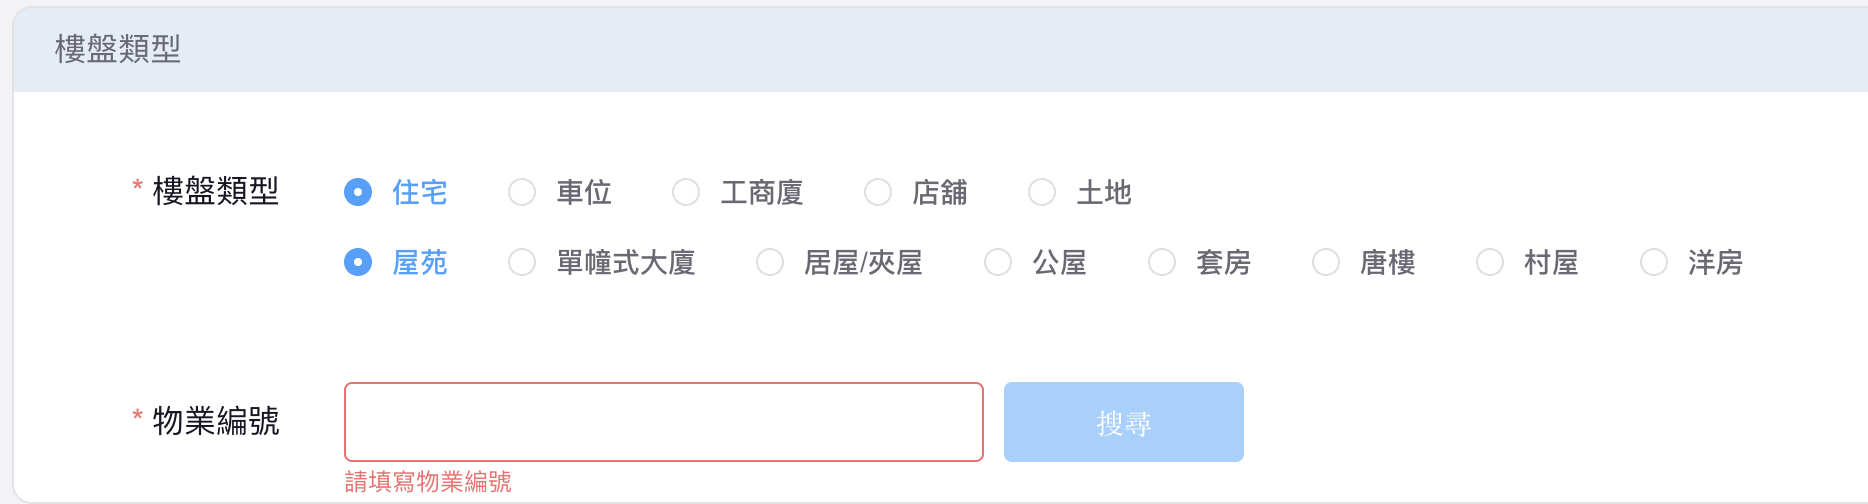 樓盤類型
* 樓盤類型 住宅 車位 工商廈 店舖 土地
屋苑 單幢式大廈 居屋/夾屋 公屋 套房 唐樓 村屋 洋房
* 物業編號 搜尋
請填寫物業編號